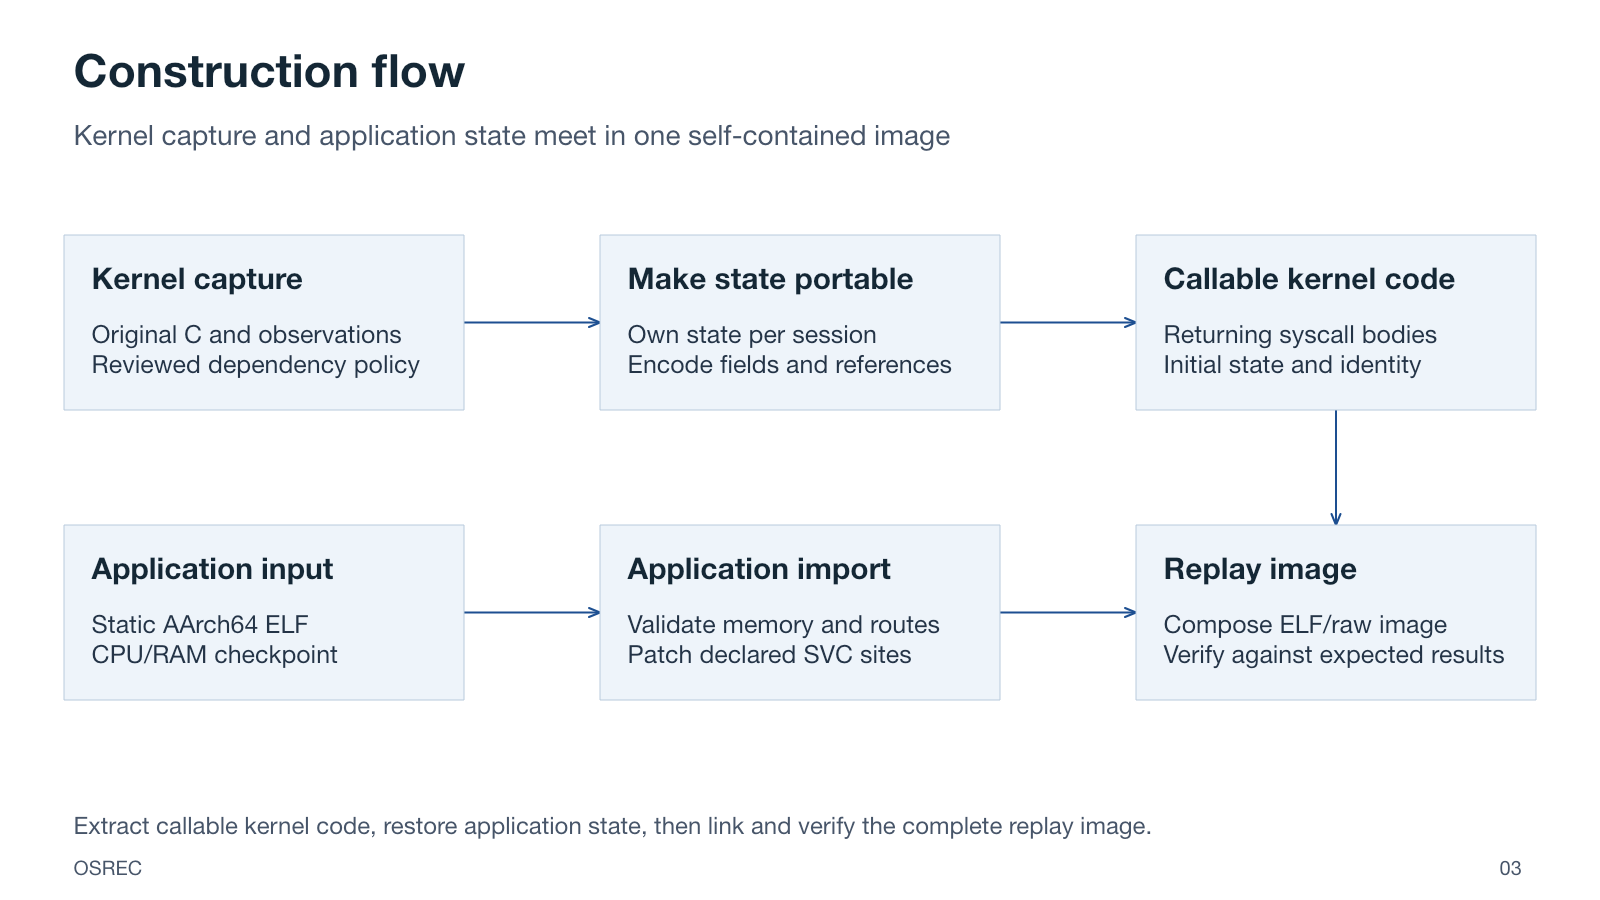 Construction flow
Kernel capture and application state meet in one self-contained image
Kernel capture
Original C and observations
Reviewed dependency policy
Make state portable
Own state per session
Encode fields and references
Callable kernel code
Returning syscall bodies
Initial state and identity
Application input
Static AArch64 ELF
CPU/RAM checkpoint
Application import
Validate memory and routes
Patch declared SVC sites
Replay image
Compose ELF/raw image
Verify against expected results
Extract callable kernel code, restore application state, then link and verify the complete replay image.
OSREC
03